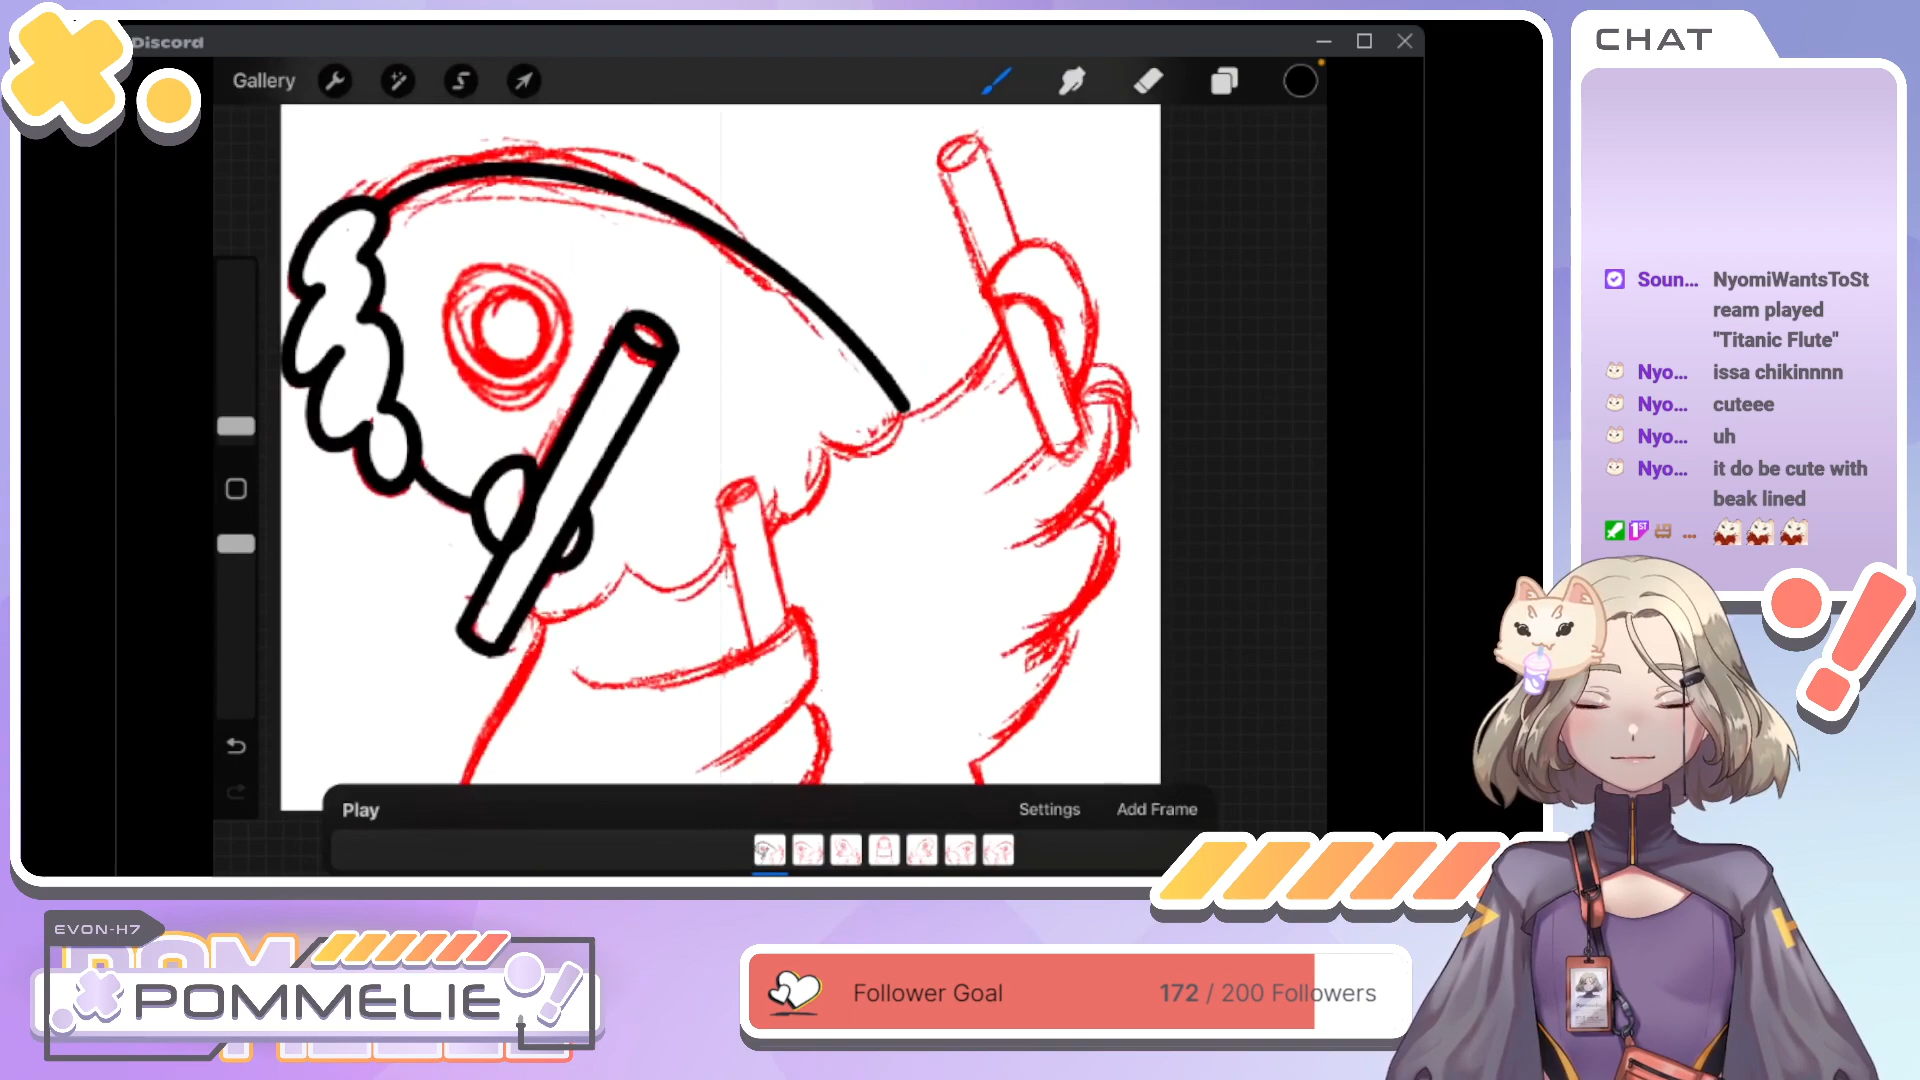 Discord
CHAT
Gallery
Soun... NyomiWantsToSt
ream played
"Titanic Flute"
Nyo... issa chikinnnn
Nyo... cuteee
Nyo... uh
Nyo... it do be cute with
beak lined
1ST ...
Play
Settings
Add Frame
EVON-H7
POMMELIE
Follower Goal
172 / 200 Followers